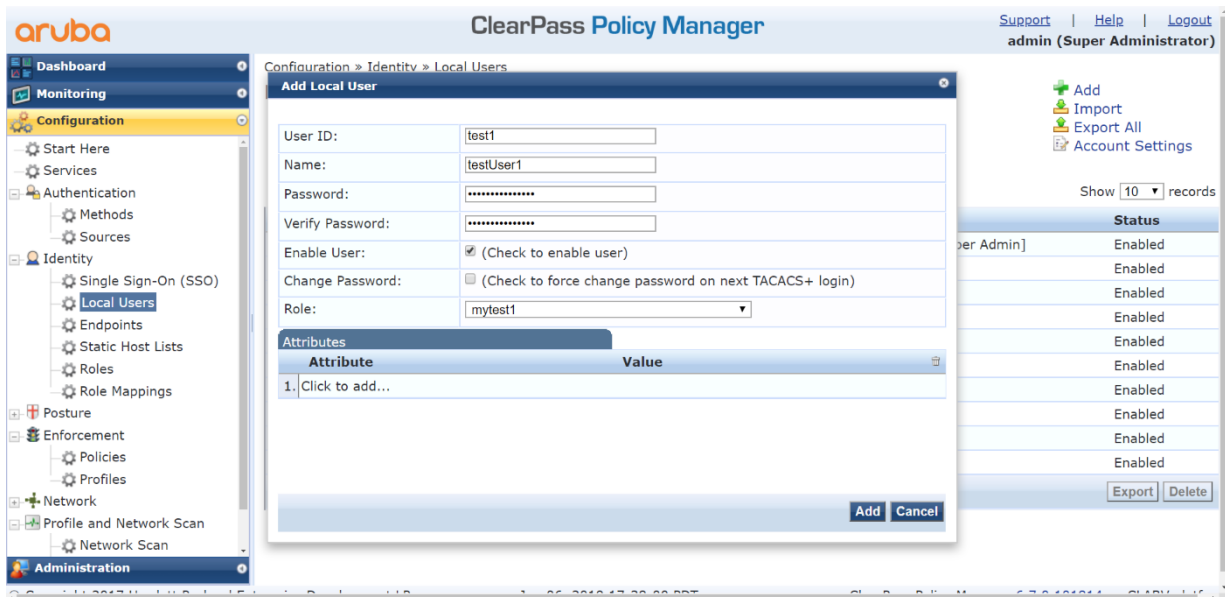 aruba
ClearPass Policy Manager
Support | Help | Logout
admin (Super Administrator)
Dashboard
Monitoring
Configuration
Start Here
Services
Authentication
Methods
Sources
Identity
Single Sign-On (SSO)
Local Users
Endpoints
Static Host Lists
Roles
Role Mappings
Posture
Enforcement
Policies
Profiles
Network
Profile and Network Scan
Network Scan
Administration
Configuration » Identity » Local Users
Add Local User
User ID: test1
Name: testUser1
Password: •••••••••••••••
Verify Password: •••••••••••••••
Enable User: (Check to enable user)
Change Password: (Check to force change password on next TACACS+ login)
Role: mytest1
Attributes
Attribute Value
1. Click to add...
Add Cancel
Add
Import
Export All
Account Settings
Show 10 records
Status
per Admin] Enabled
Enabled
Enabled
Enabled
Enabled
Enabled
Enabled
Enabled
Enabled
Enabled
Export Delete